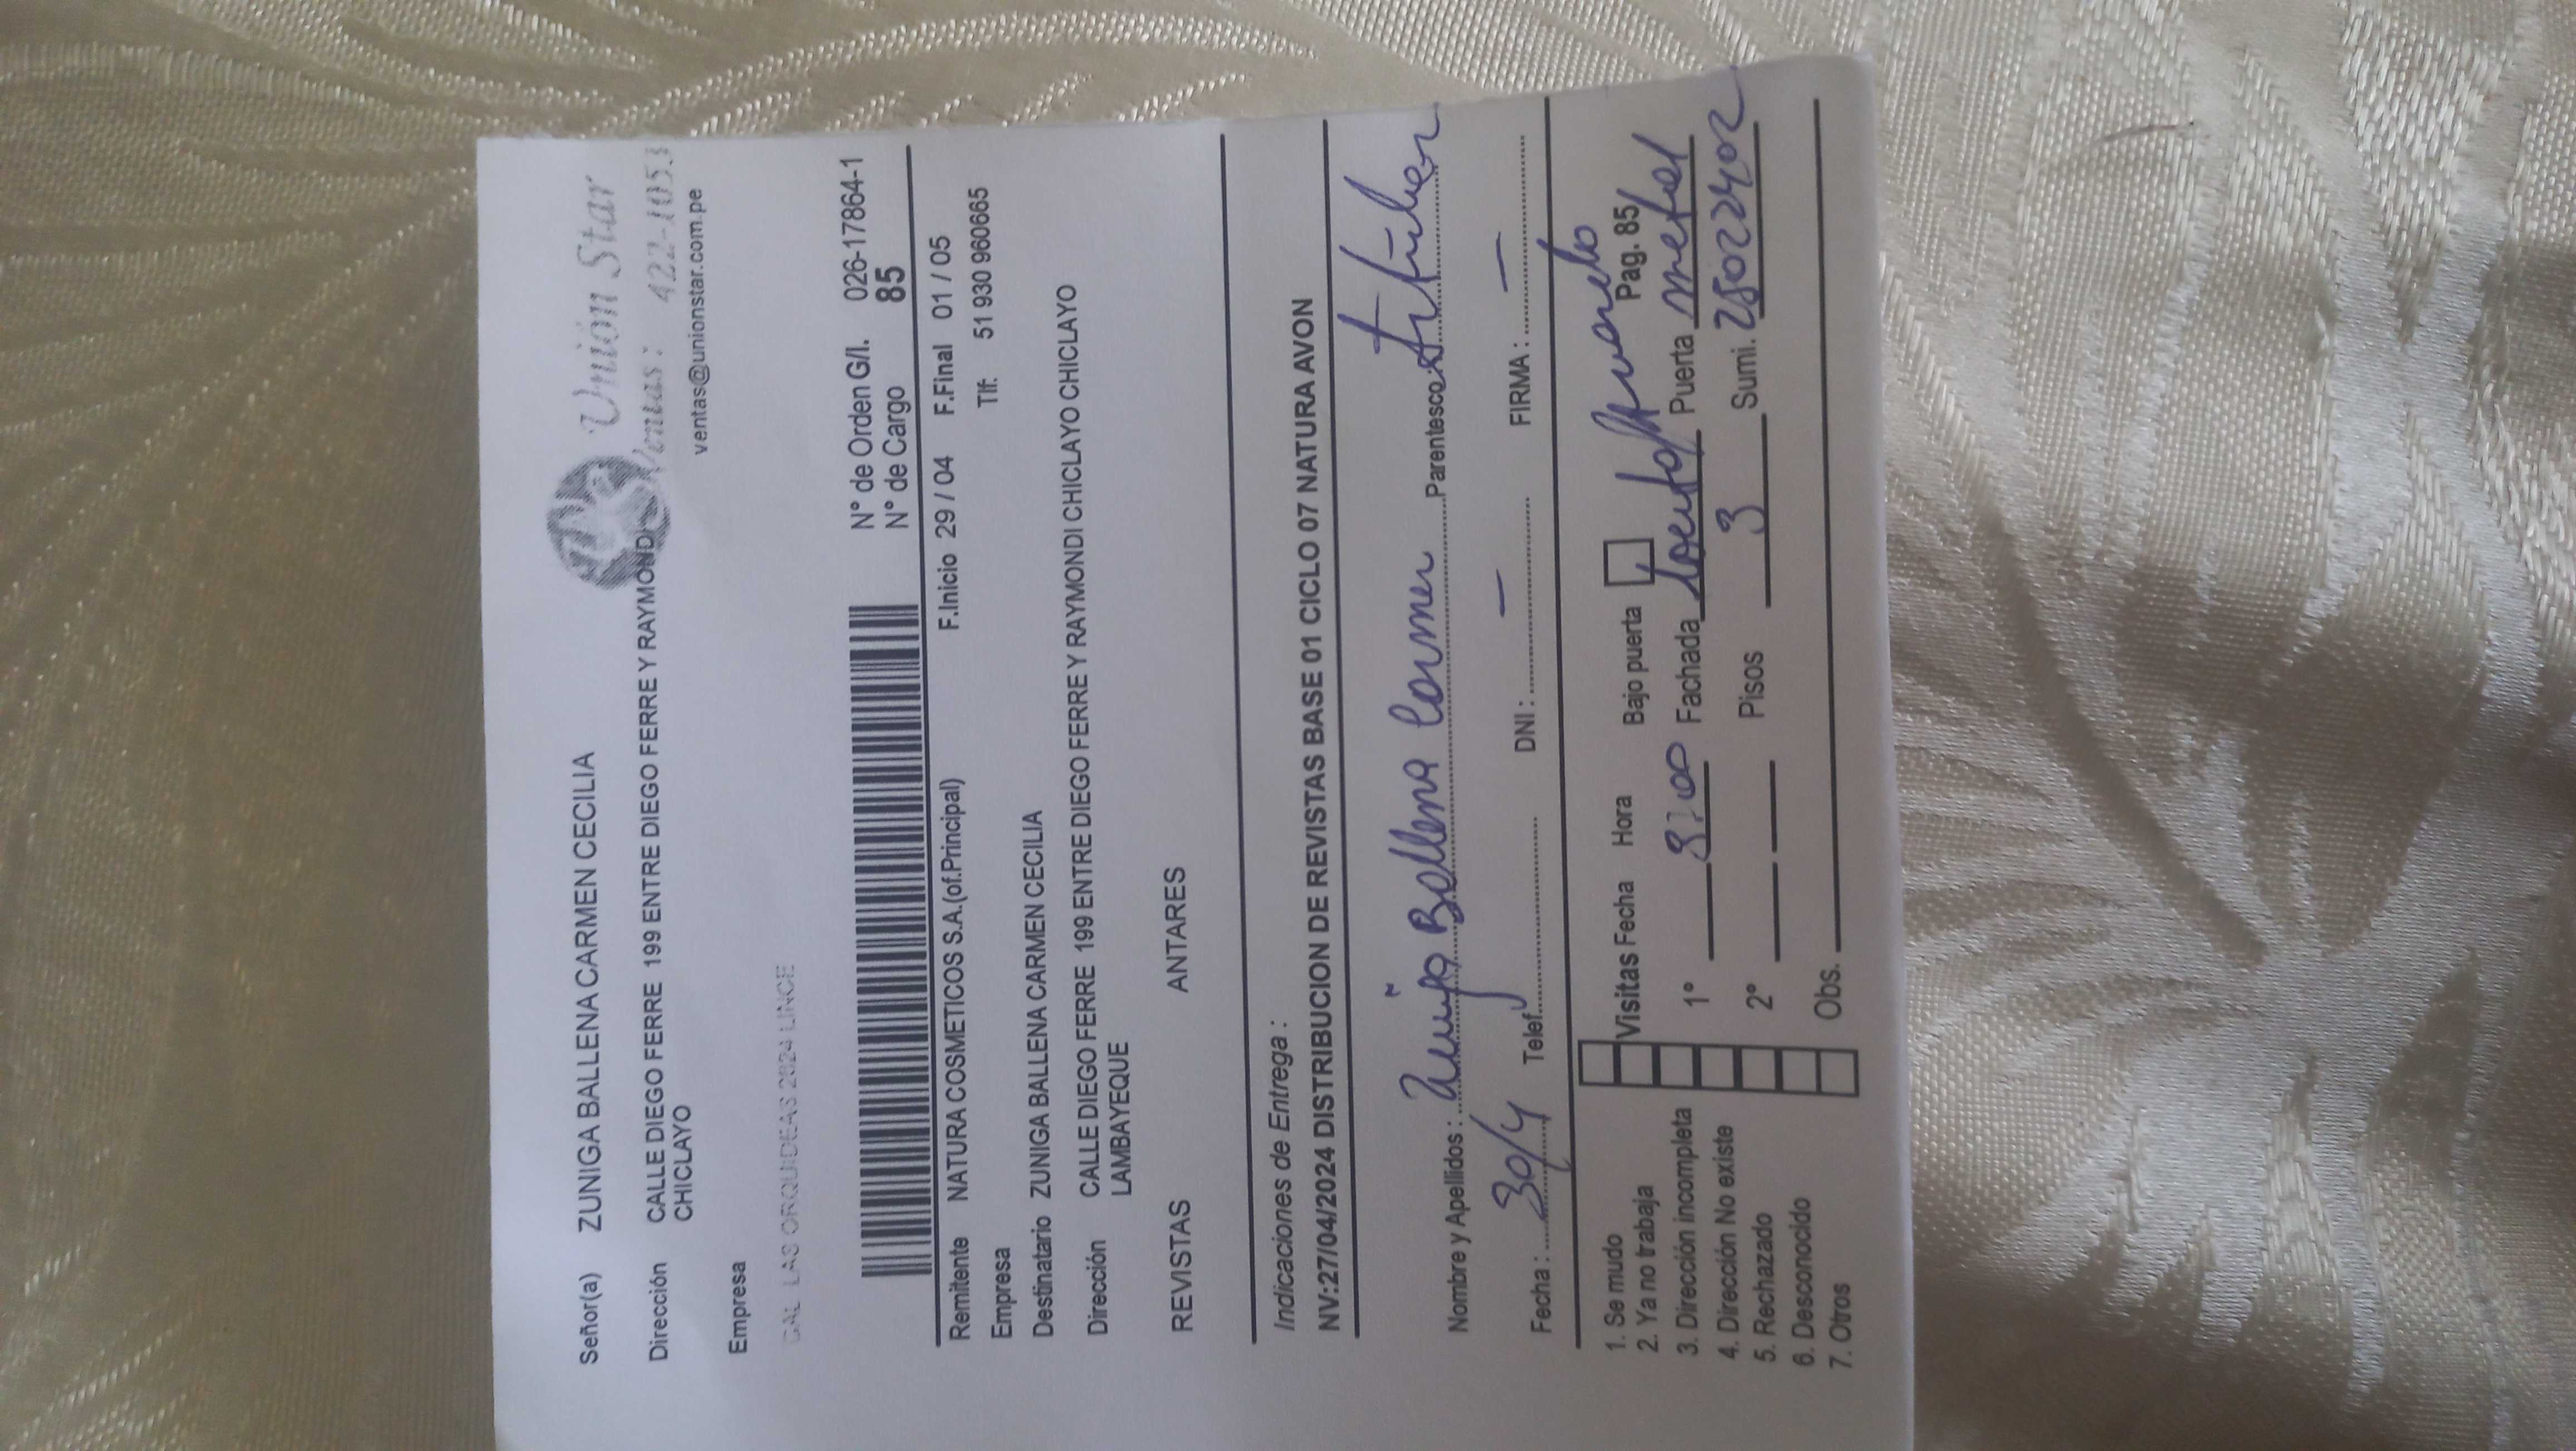 Unión Star
Ventas: 422-1053
ventas@unionstar.com.pe
Señor(a) ZUNIGA BALLENA CARMEN CECILIA
Dirección CALLE DIEGO FERRE 199 ENTRE DIEGO FERRE Y RAYMONDI
CHICLAYO
Empresa
CAL LAS ORQUIDEAS 2624 LINCE
N° de Orden G/I. 026-17864-1
N° de Cargo 85
Remitente NATURA COSMETICOS S.A.(of.Principal) F.Inicio 29 / 04 F.Final 01 / 05
Empresa Tlf. 51 930 960665
Destinatario ZUNIGA BALLENA CARMEN CECILIA
Dirección CALLE DIEGO FERRE 199 ENTRE DIEGO FERRE Y RAYMONDI CHICLAYO CHICLAYO
LAMBAYEQUE
REVISTAS ANTARES
Indicaciones de Entrega :
NV:27/04/2024 DISTRIBUCION DE REVISTAS BASE 01 CICLO 07 NATURA AVON
Nombre y Apellidos : Zuñiga Ballena Carmen Parentesco: titular
Fecha : 30/4 Telef. DNI : — FIRMA : —
1. Se mudo
2. Ya no trabaja
3. Dirección incompleta
4. Dirección No existe
5. Rechazado
6. Desconocido
7. Otros
Visitas Fecha Hora Bajo puerta Pag. 85
1° Fachada Puerta metal
2° Pisos 3 Sumi. 25022402
Obs.